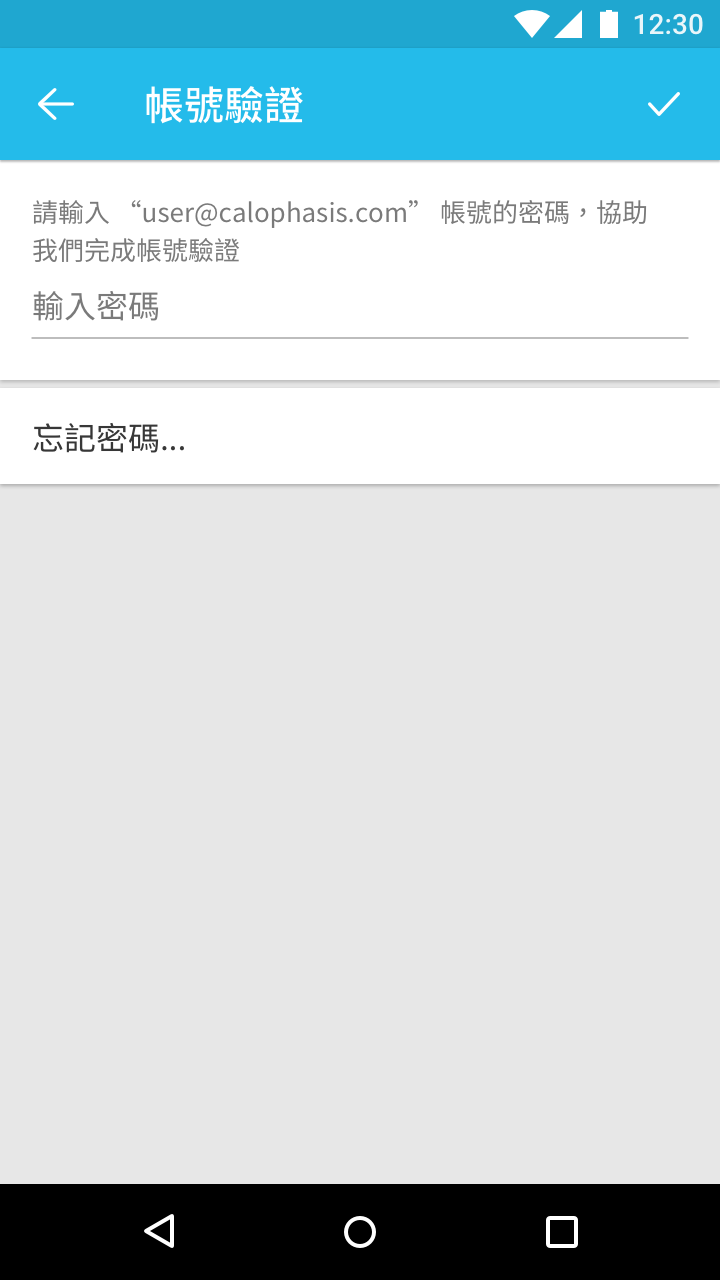 12:30
帳號驗證
請輸入 “user@calophasis.com” 帳號的密碼，協助
我們完成帳號驗證
輸入密碼
忘記密碼...